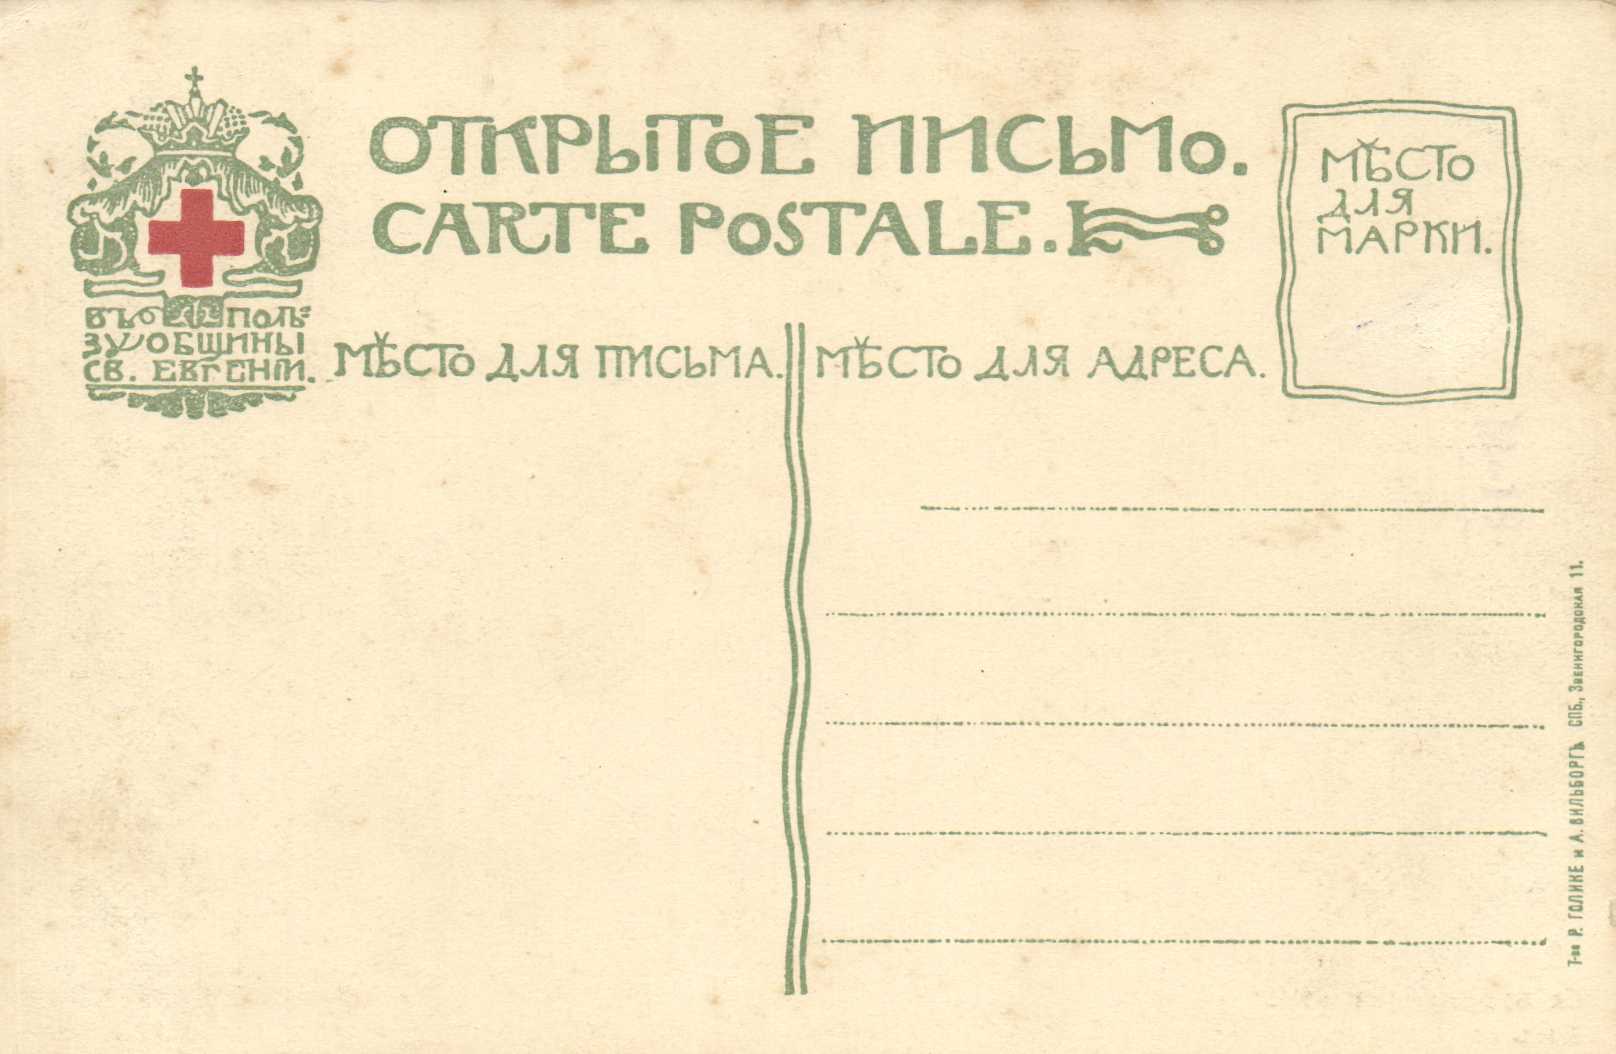 ОТКРЫТОЕ ПИСЬМО.
CARTE POSTALE.
МѢСТО
ДЛЯ
МАРКИ.
ВЪ ПОЛЬ-
ЗУ ОБЩИНЫ
СВ. ЕВГЕНІИ.
МѢСТО ДЛЯ ПИСЬМА.
МѢСТО ДЛЯ АДРЕСА.
Т-во Р. ГОЛИКЕ и А. ВИЛЬБОРГЪ СПБ., Звенигородская 11.